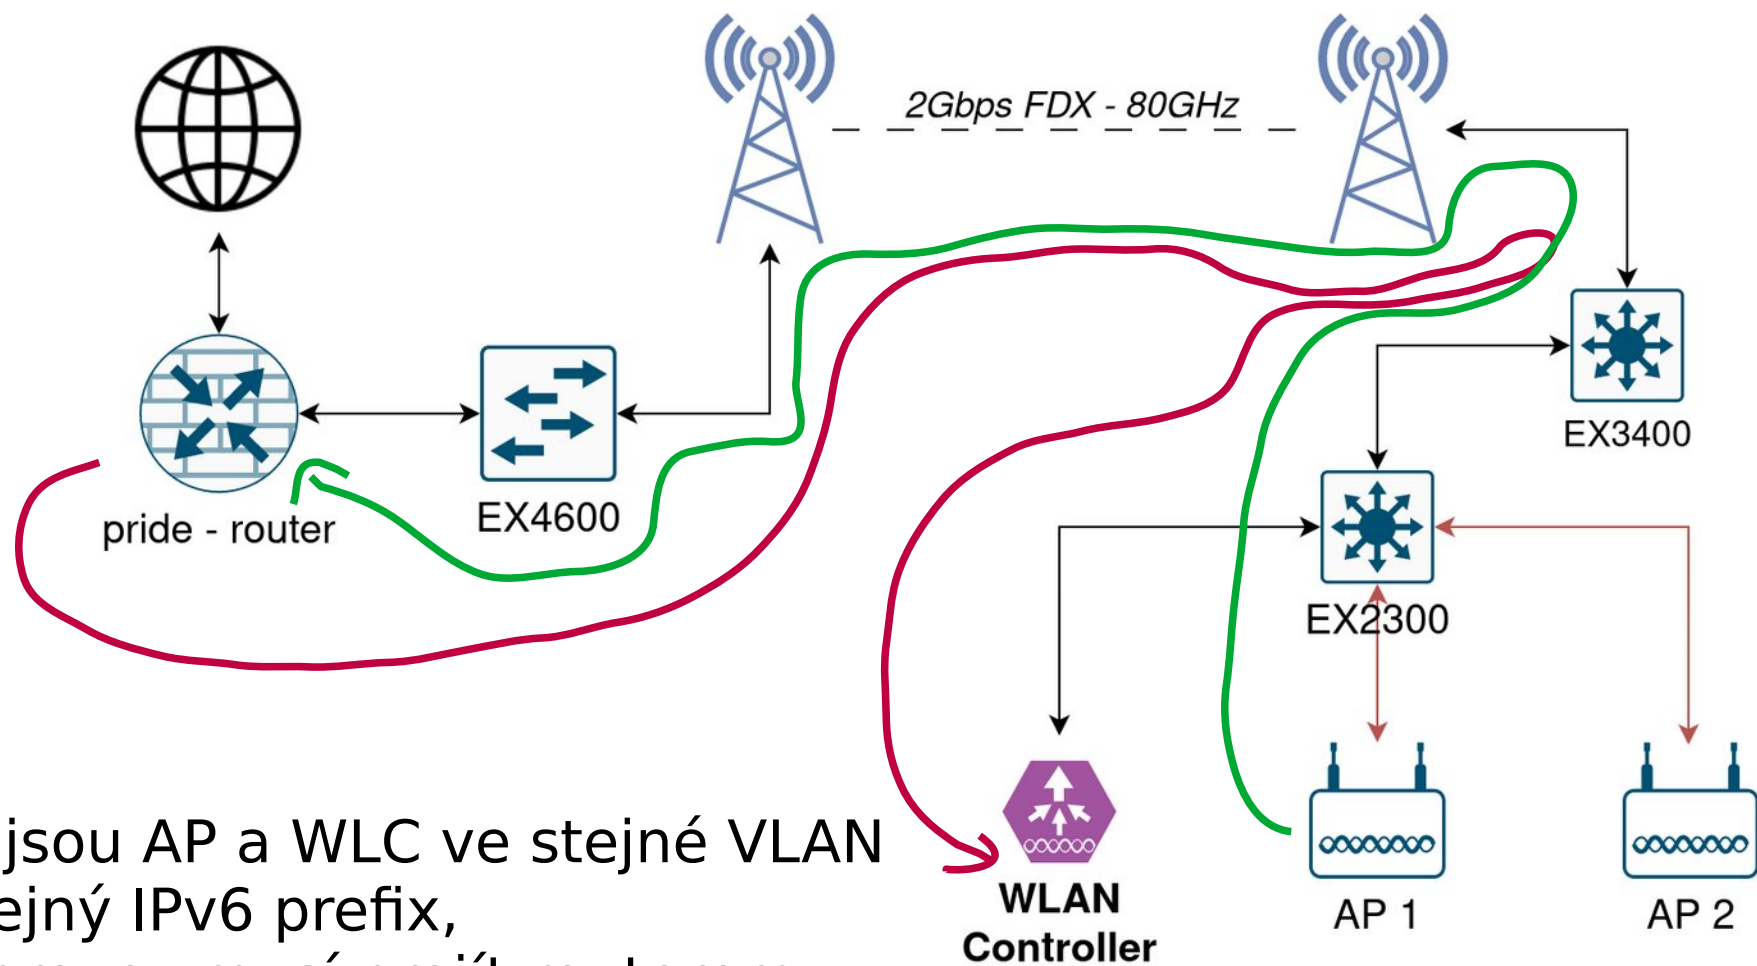 2Gbps FDX - 80GHz
EX3400
EX4600
pride - router
EX2300
jsou AP a WLC ve stejné VLAN
ejný IPv6 prefix,
WLAN
Controller
AP 1
AP 2